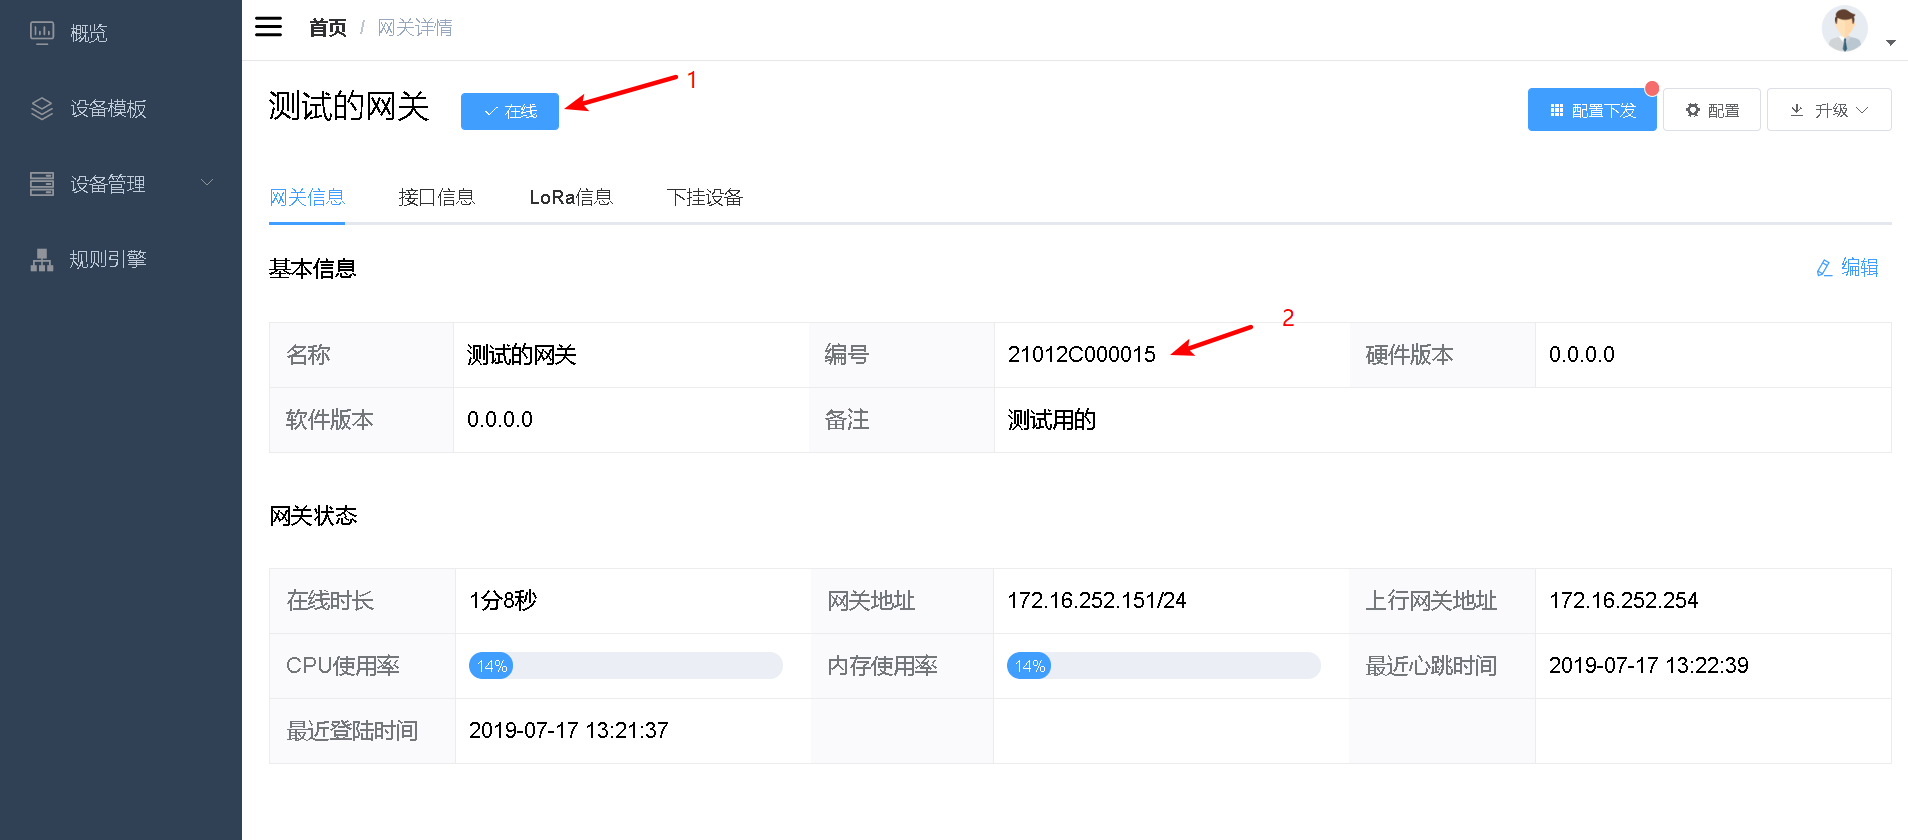 概览
设备模板
设备管理
规则引擎
首页 / 网关详情
测试的网关 在线 1
配置下发 配置 升级
网关信息 接口信息 LoRa信息 下挂设备
基本信息 编辑
2
名称 测试的网关 编号 21012C000015 硬件版本 0.0.0.0
软件版本 0.0.0.0 备注 测试用的
网关状态
在线时长 1分8秒 网关地址 172.16.252.151/24 上行网关地址 172.16.252.254
CPU使用率 14% 内存使用率 14% 最近心跳时间 2019-07-17 13:22:39
最近登陆时间 2019-07-17 13:21:37